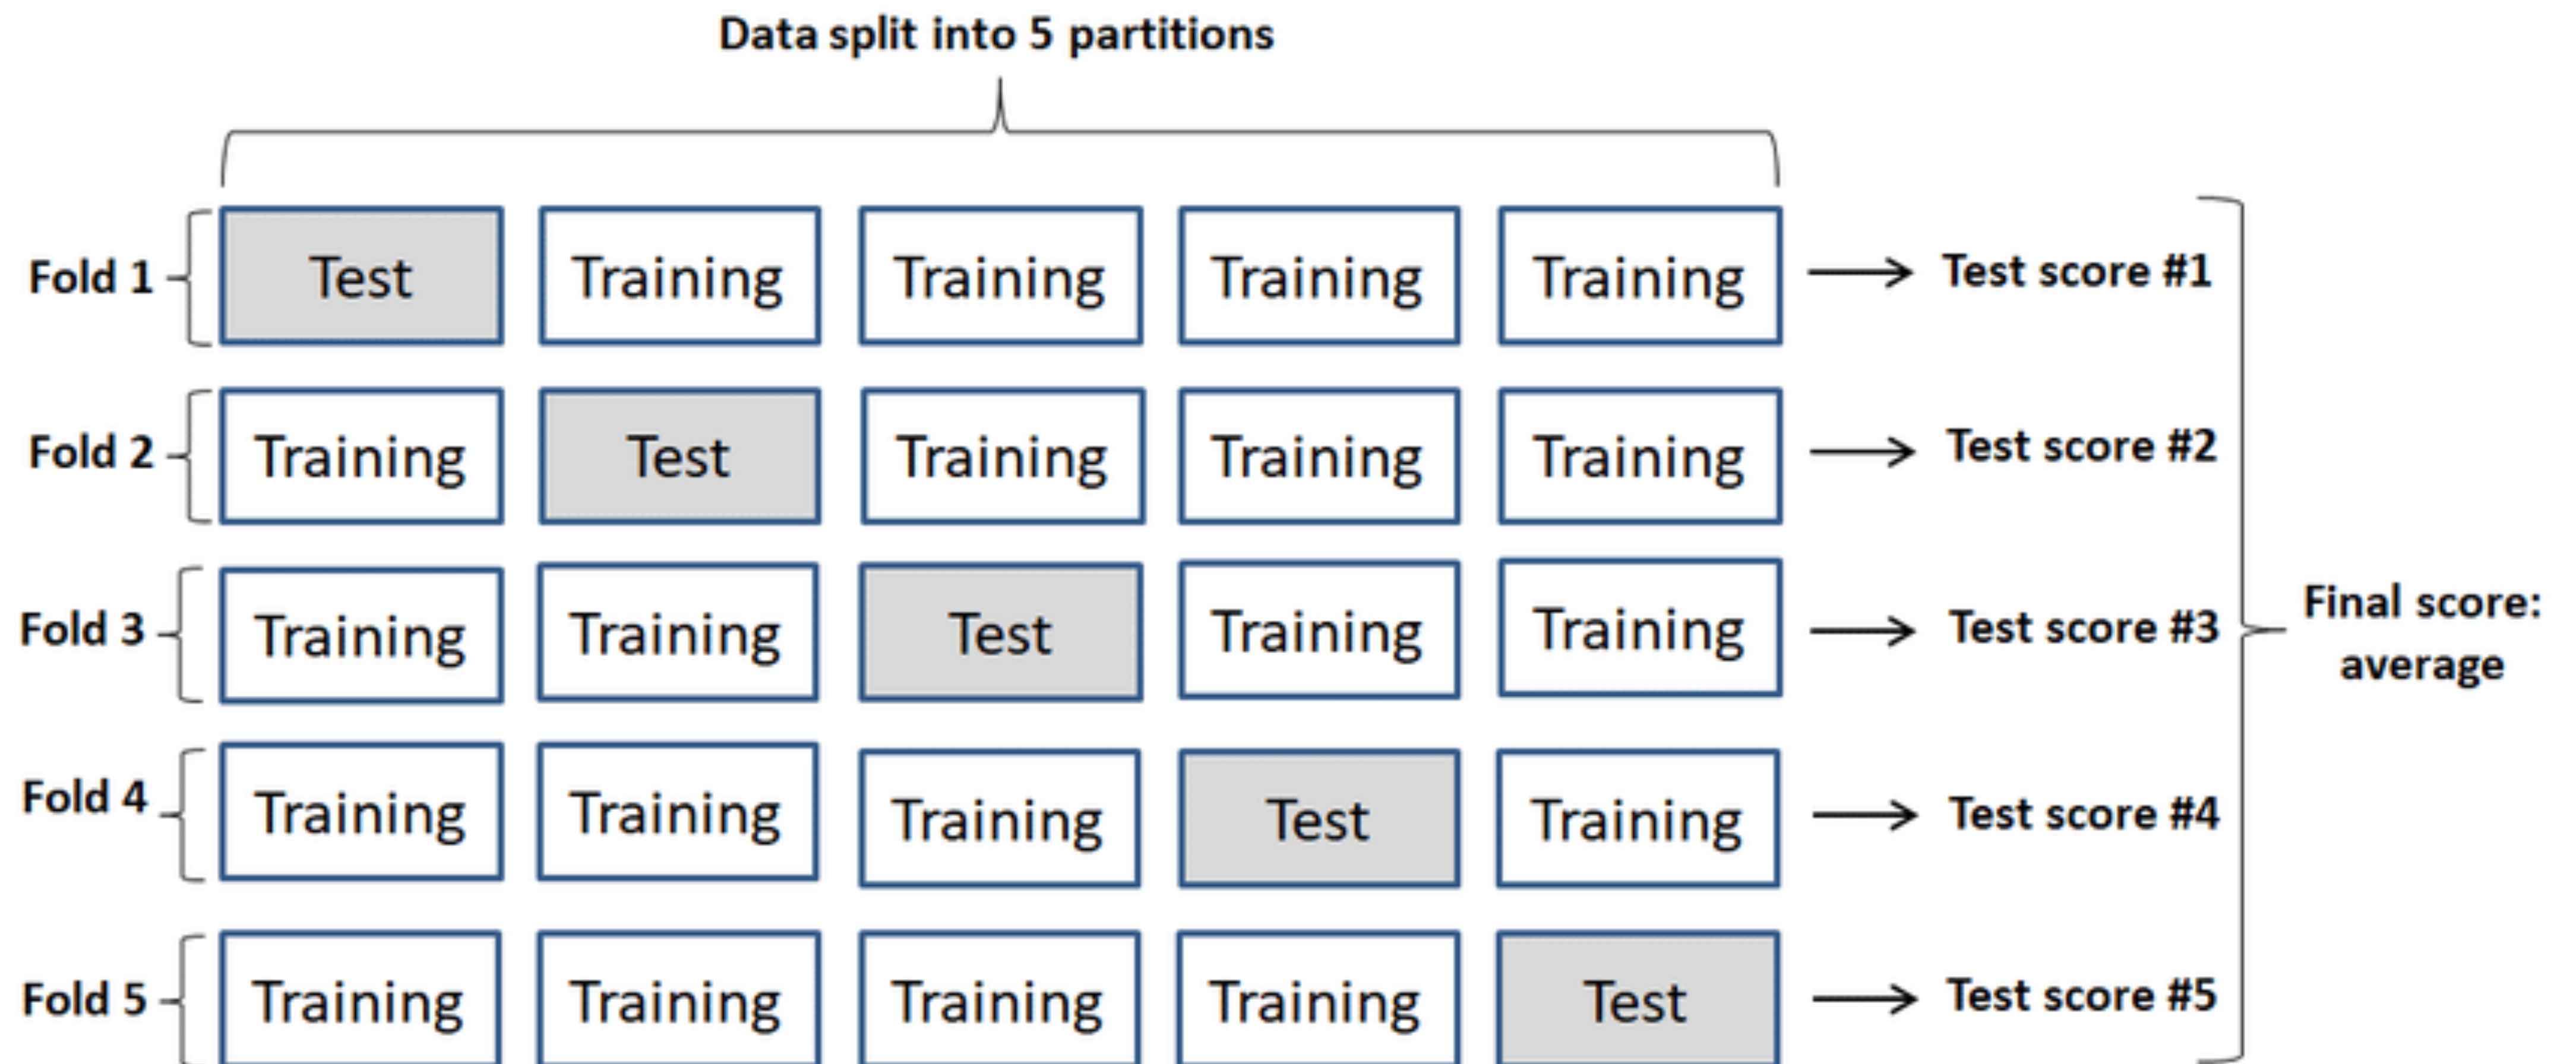 Data split into 5 partitions
Fold 1 Test Training Training Training Training Test score #1
Fold 2 Training Test Training Training Training Test score #2
Fold 3 Training Training Test Training Training Test score #3
Final score:
average
Fold 4 Training Training Training Test Training Test score #4
Fold 5 Training Training Training Training Test Test score #5